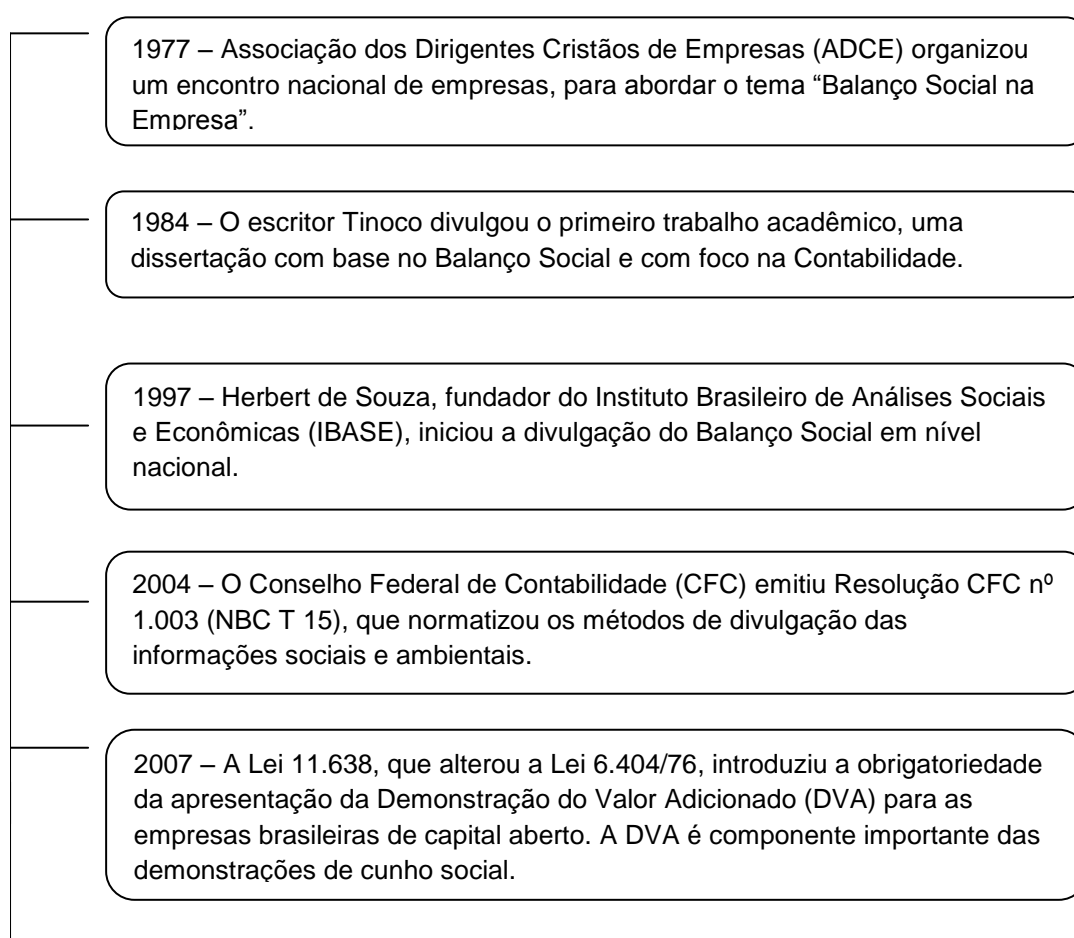 1977 – Associação dos Dirigentes Cristãos de Empresas (ADCE) organizou
um encontro nacional de empresas, para abordar o tema “Balanço Social na
Empresa”.
1984 – O escritor Tinoco divulgou o primeiro trabalho acadêmico, uma
dissertação com base no Balanço Social e com foco na Contabilidade.
1997 – Herbert de Souza, fundador do Instituto Brasileiro de Análises Sociais
e Econômicas (IBASE), iniciou a divulgação do Balanço Social em nível
nacional.
2004 – O Conselho Federal de Contabilidade (CFC) emitiu Resolução CFC nº
1.003 (NBC T 15), que normatizou os métodos de divulgação das
informações sociais e ambientais.
2007 – A Lei 11.638, que alterou a Lei 6.404/76, introduziu a obrigatoriedade
da apresentação da Demonstração do Valor Adicionado (DVA) para as
empresas brasileiras de capital aberto. A DVA é componente importante das
demonstrações de cunho social.